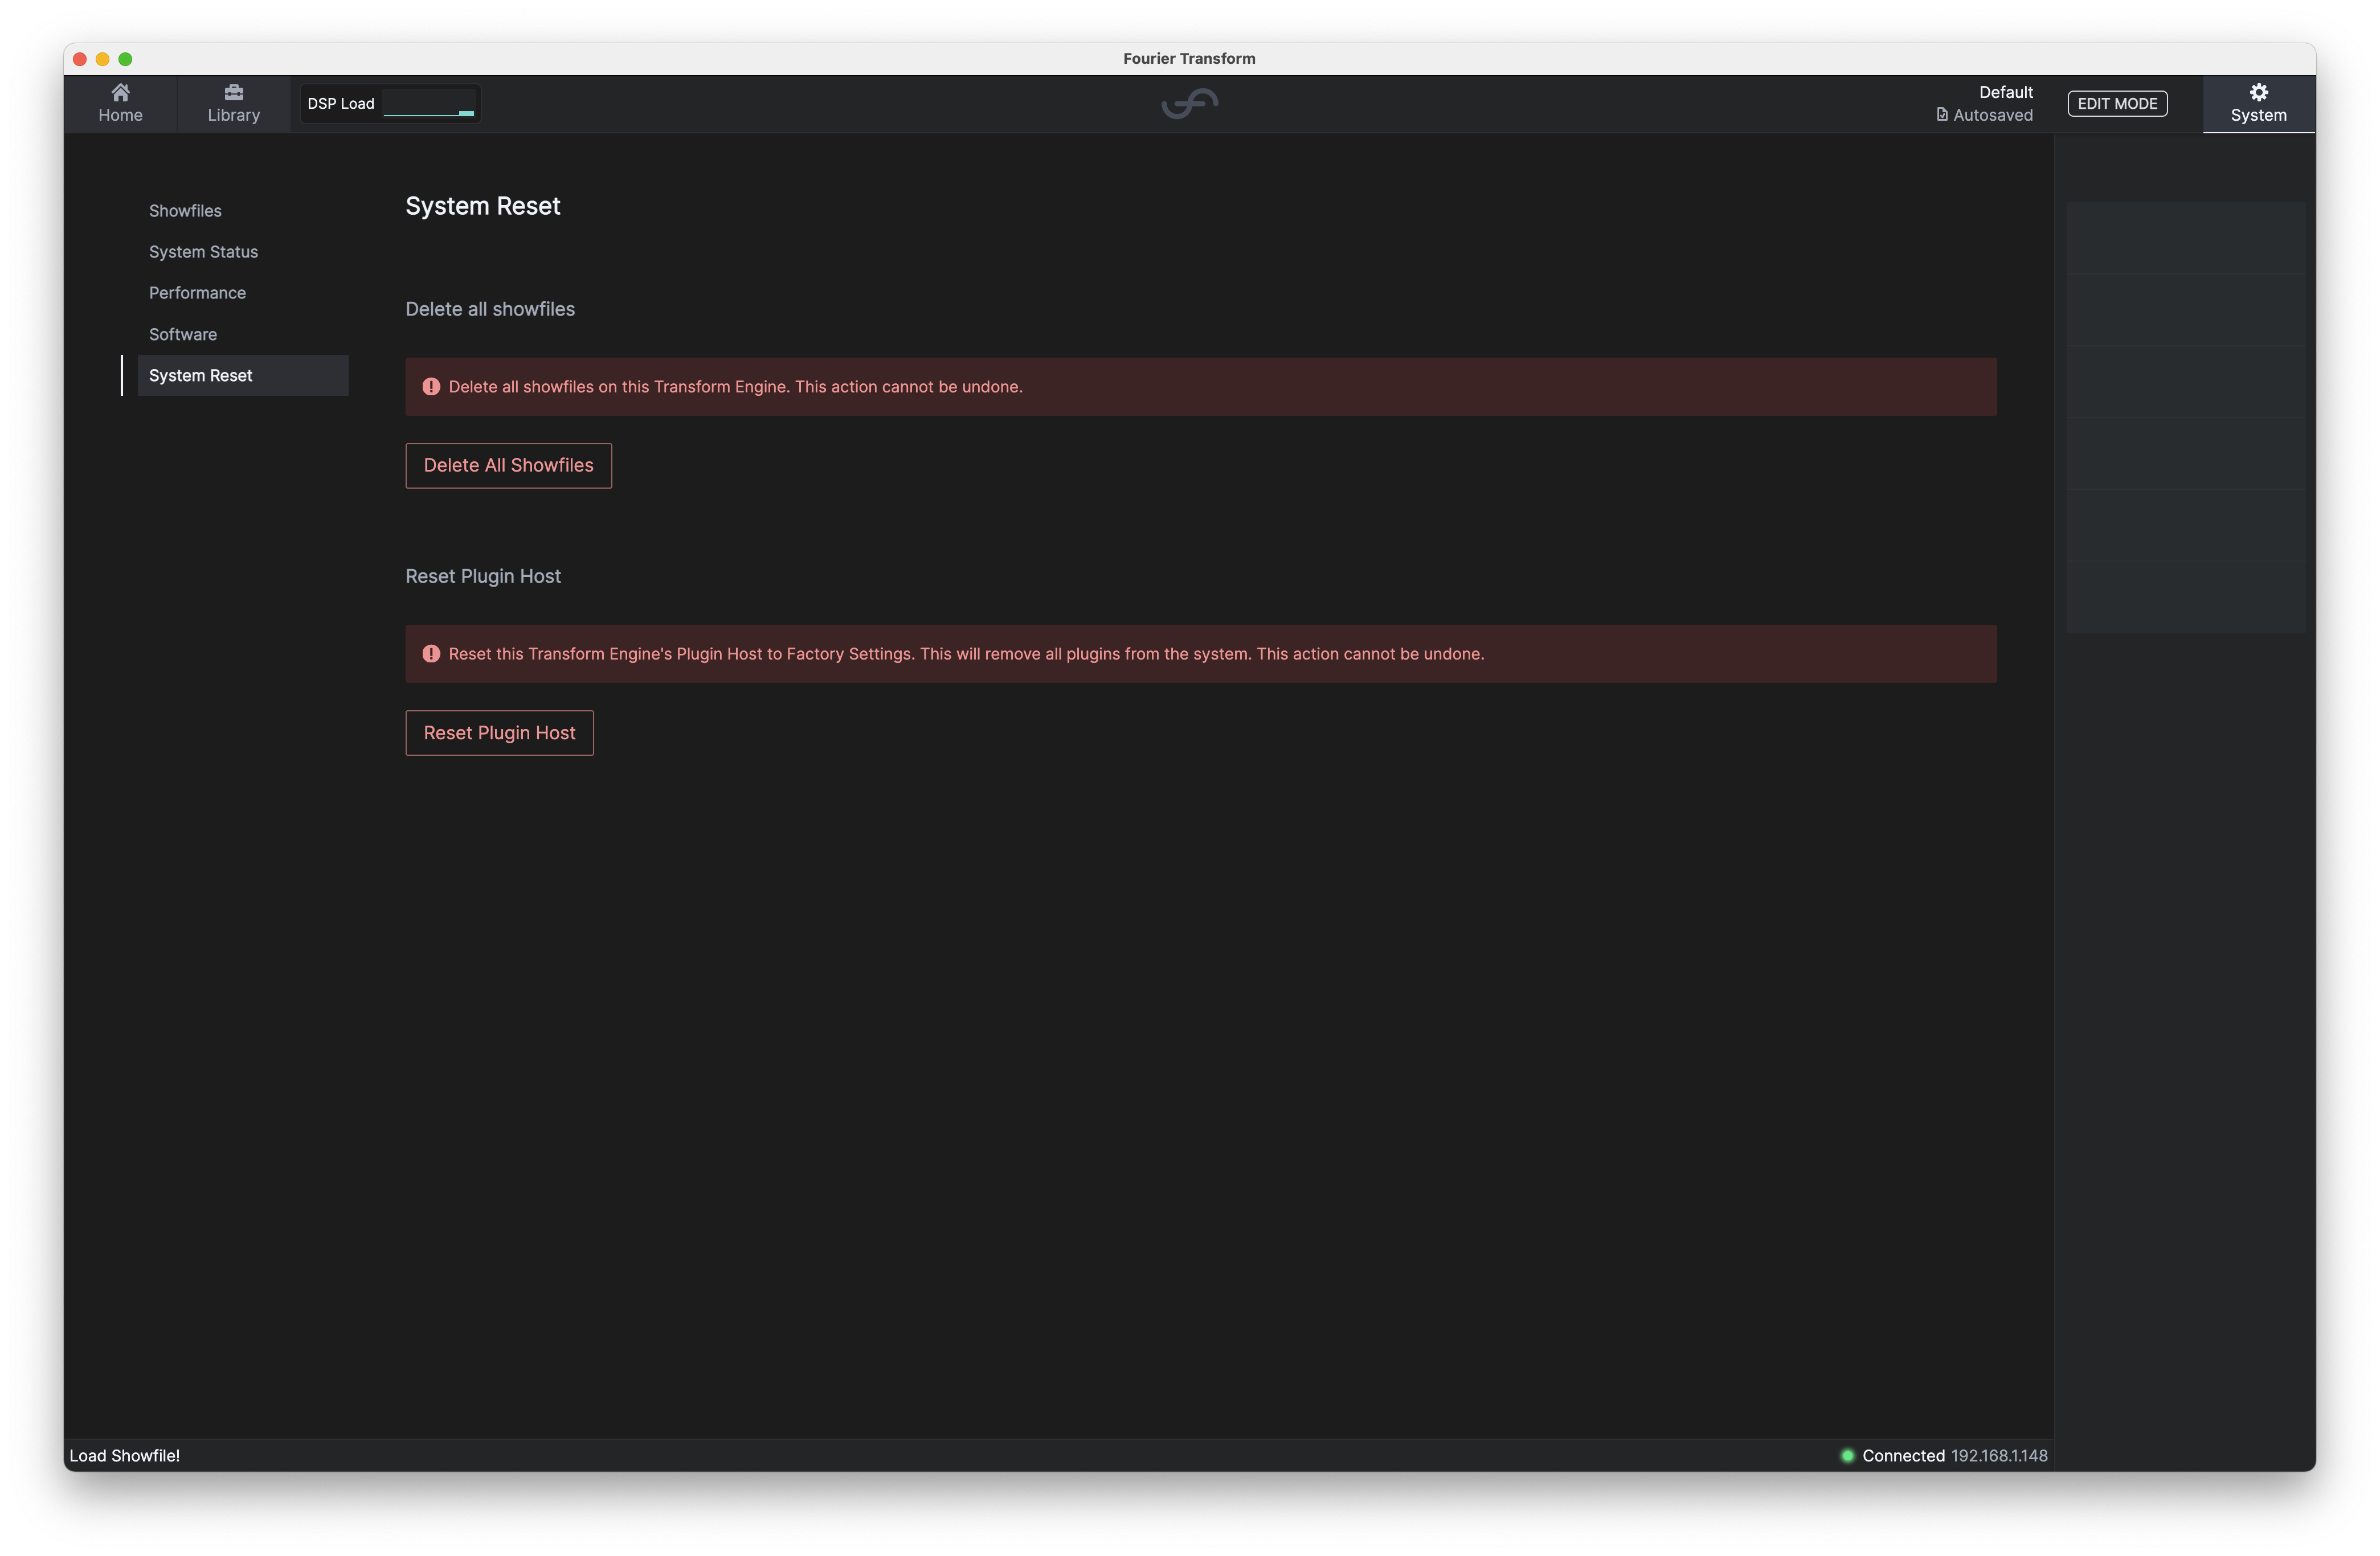 Fourier Transform
Home
Library
DSP Load
Default
Autosaved
EDIT MODE
System
Showfiles
System Status
Performance
Software
System Reset
System Reset
Delete all showfiles
Delete all showfiles on this Transform Engine. This action cannot be undone.
Delete All Showfiles
Reset Plugin Host
Reset this Transform Engine's Plugin Host to Factory Settings. This will remove all plugins from the system. This action cannot be undone.
Reset Plugin Host
Load Showfile!
Connected 192.168.1.148